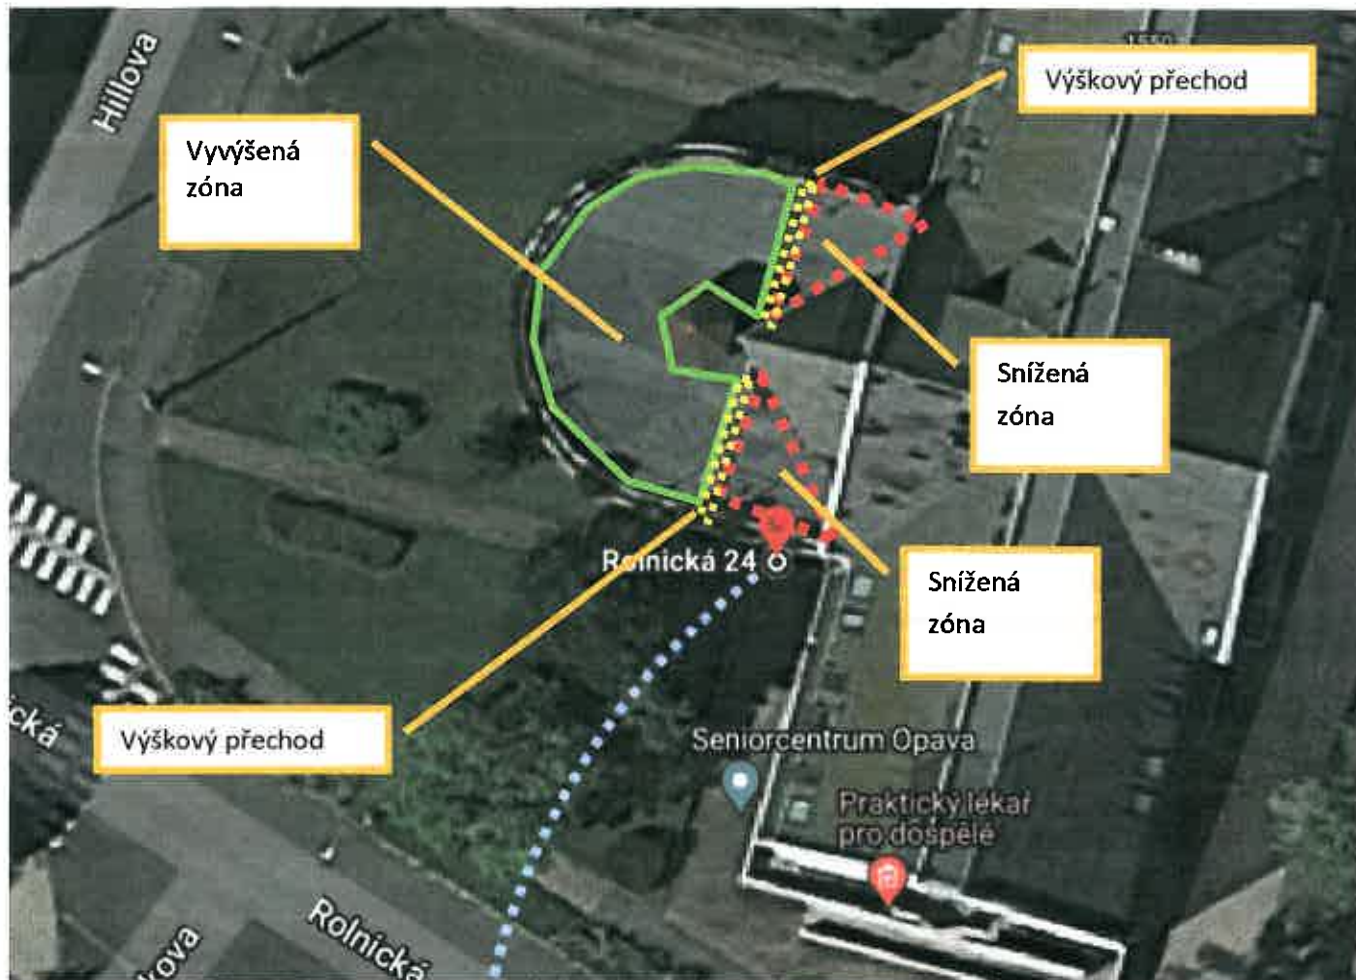 Hillova
Výškový přechod
Vyvýšená
zóna
Snížená
zóna
Rolnická 24
Snížená
zóna
Výškový přechod
Seniorcentrum Opava
Praktický lékař
pro dospělé
Rolnická